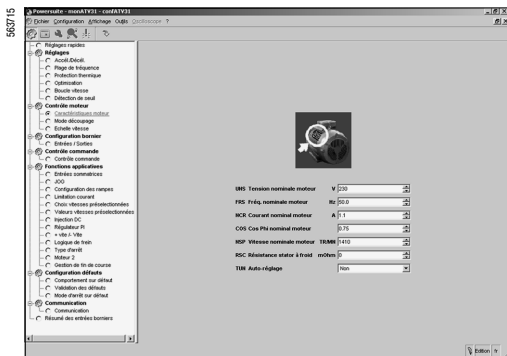 563715
Powersuite - monATV31 - confATV31
Fichier Configuration Affichage Outils Oscilloscope ?
Réglages rapides
Réglages
Accél./Décél.
Plage de fréquence
Protection thermique
Optimisation
Boucle vitesse
Détection de seuil
Contrôle moteur
Caractéristiques moteur
Mode découpage
Echelle vitesse
Configuration bornier
Entrées / Sorties
Contrôle commande
Contrôle commande
Fonctions applicatives
Entrées sommatrices
JOG
Configuration des rampes
Limitation courant
Choix vitesses présélectionnées
Valeurs vitesses présélectionnées
Injection DC
Régulateur PI
+ vite /- Vite
Logique de frein
Type d'arrêt
Moteur 2
Gestion de fin de course
Configuration défauts
Comportement sur défaut
Validation des défauts
Mode d'arrêt sur défaut
Communication
Communication
Résumé des entrées borniers
UNS Tension nominale moteur V 230
FRS Fréq. nominale moteur Hz 50.0
NCR Courant nominal moteur A 1.1
COS Cos Phi nominal moteur 0.75
NSP Vitesse nominale moteur TR/MN 1410
RSC Résistance stator à froid mOhm 0
TUN Auto-réglage Non
Edition fr